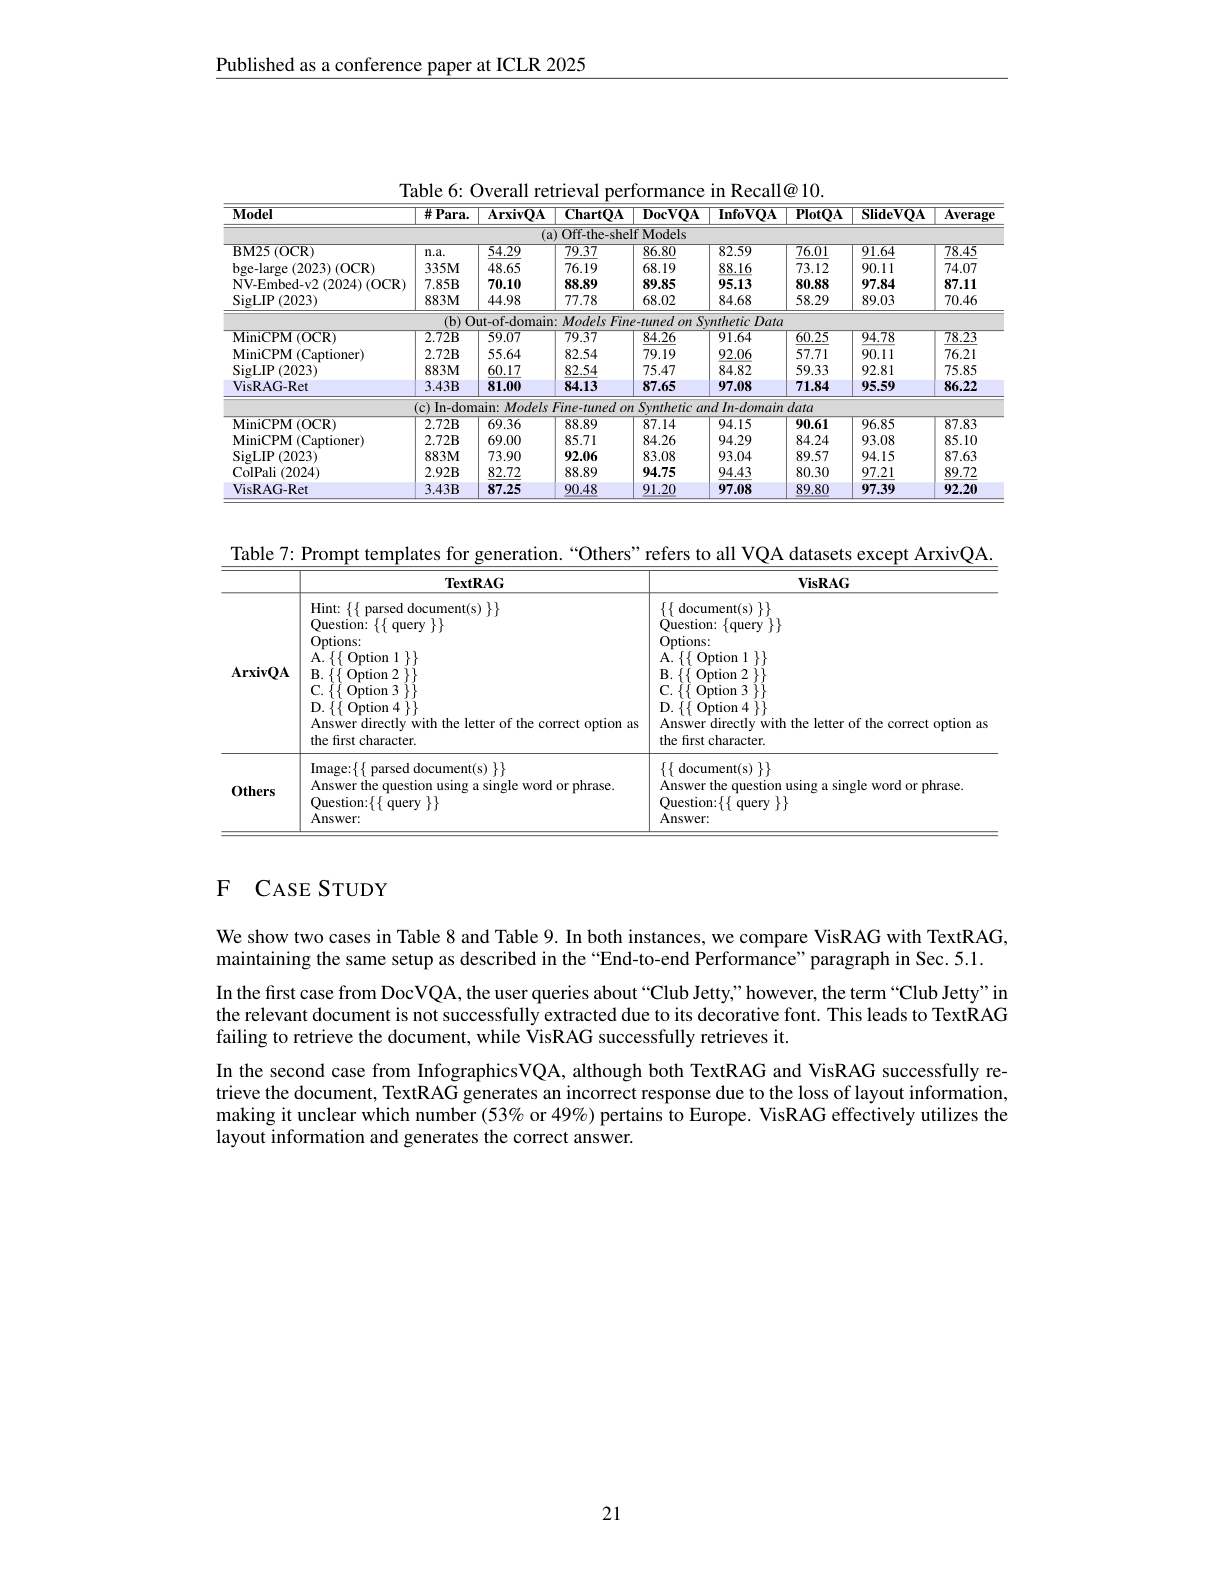 Published as a conference paper at ICLR 2025
Table 6: Overall retrieval performance in Recall@10.
Model # Para. ArxivQA ChartQA DocVQA InfoVQA PlotQA SlideVQA Average
(a) Off-the-shelf Models
BM25 (OCR) n.a. 54.29 79.37 86.80 82.59 76.01 91.64 78.45
bge-large (2023) (OCR) 335M 48.65 76.19 68.19 88.16 73.12 90.11 74.07
NV-Embed-v2 (2024) (OCR) 7.85B 70.10 88.89 89.85 95.13 80.88 97.84 87.11
SigLIP (2023) 883M 44.98 77.78 68.02 84.68 58.29 89.03 70.46
(b) Out-of-domain: Models Fine-tuned on Synthetic Data
MiniCPM (OCR) 2.72B 59.07 79.37 84.26 91.64 60.25 94.78 78.23
MiniCPM (Captioner) 2.72B 55.64 82.54 79.19 92.06 57.71 90.11 76.21
SigLIP (2023) 883M 60.17 82.54 75.47 84.82 59.33 92.81 75.85
VisRAG-Ret 3.43B 81.00 84.13 87.65 97.08 71.84 95.59 86.22
(c) In-domain: Models Fine-tuned on Synthetic and In-domain data
MiniCPM (OCR) 2.72B 69.36 88.89 87.14 94.15 90.61 96.85 87.83
MiniCPM (Captioner) 2.72B 69.00 85.71 84.26 94.29 84.24 93.08 85.10
SigLIP (2023) 883M 73.90 92.06 83.08 93.04 89.57 94.15 87.63
ColPali (2024) 2.92B 82.72 88.89 94.75 94.43 80.30 97.21 89.72
VisRAG-Ret 3.43B 87.25 90.48 91.20 97.08 89.80 97.39 92.20
Table 7: Prompt templates for generation. “Others” refers to all VQA datasets except ArxivQA.
TextRAG VisRAG
ArxivQA
Hint: {{ parsed document(s) }}
Question: {{ query }}
Options:
A. {{ Option 1 }}
B. {{ Option 2 }}
C. {{ Option 3 }}
D. {{ Option 4 }}
Answer directly with the letter of the correct option as
the first character.
{{ document(s) }}
Question: {query }}
Options:
A. {{ Option 1 }}
B. {{ Option 2 }}
C. {{ Option 3 }}
D. {{ Option 4 }}
Answer directly with the letter of the correct option as
the first character.
Others
Image:{{ parsed document(s) }}
Answer the question using a single word or phrase.
Question:{{ query }}
Answer:
{{ document(s) }}
Answer the question using a single word or phrase.
Question:{{ query }}
Answer:
F CASE STUDY
We show two cases in Table 8 and Table 9. In both instances, we compare VisRAG with TextRAG,
maintaining the same setup as described in the “End-to-end Performance” paragraph in Sec. 5.1.
In the first case from DocVQA, the user queries about “Club Jetty,” however, the term “Club Jetty” in
the relevant document is not successfully extracted due to its decorative font. This leads to TextRAG
failing to retrieve the document, while VisRAG successfully retrieves it.
In the second case from InfographicsVQA, although both TextRAG and VisRAG successfully re-
trieve the document, TextRAG generates an incorrect response due to the loss of layout information,
making it unclear which number (53% or 49%) pertains to Europe. VisRAG effectively utilizes the
layout information and generates the correct answer.
21